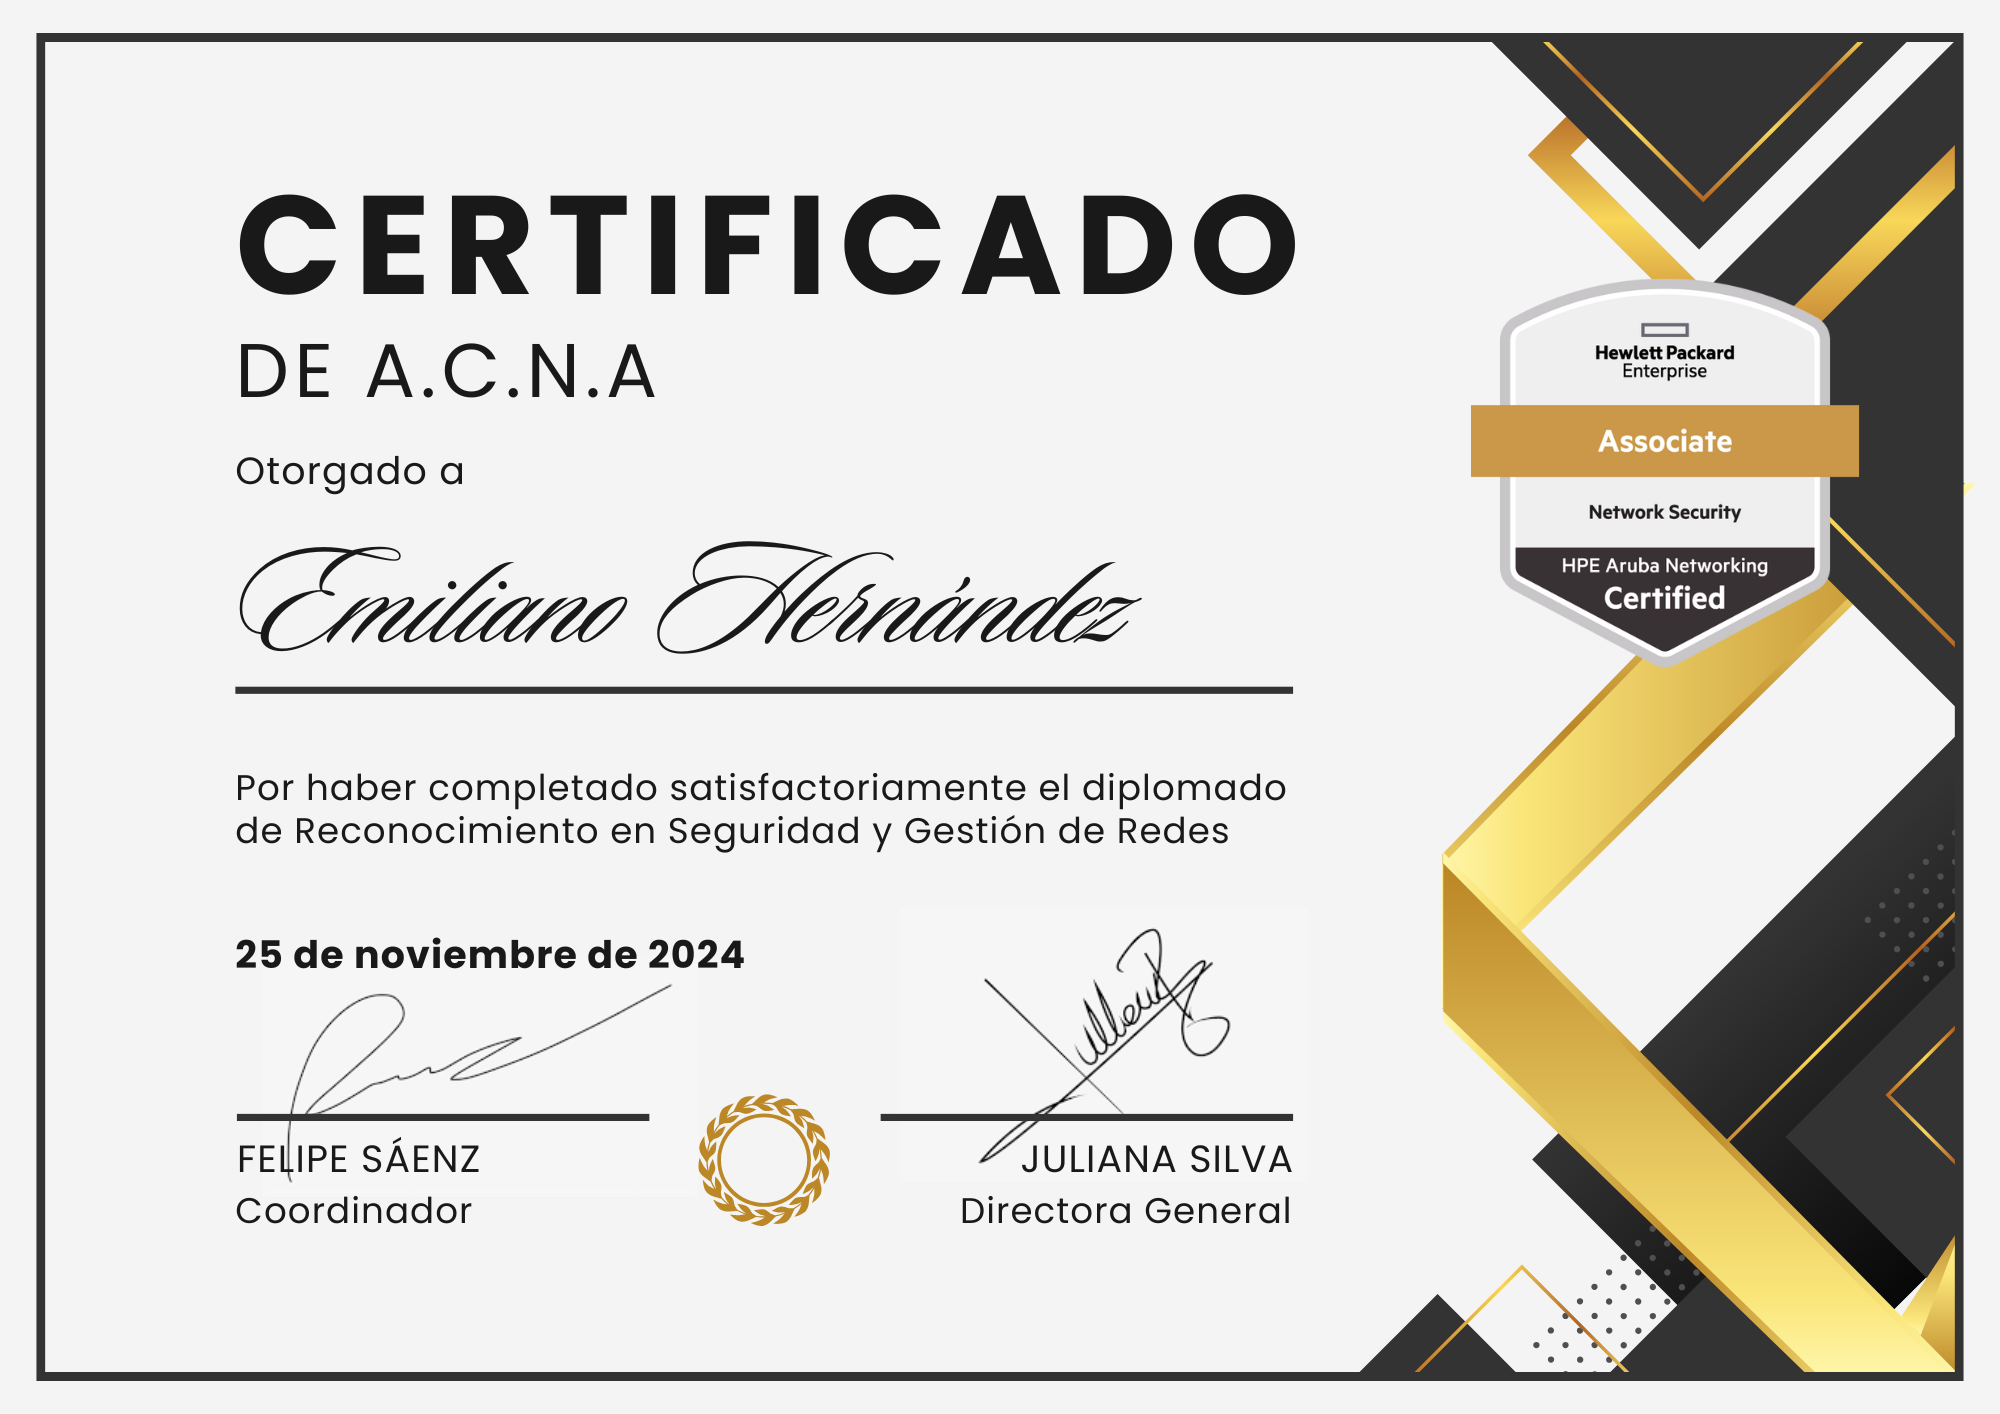 CERTIFICADO
DE A.C.N.A
Otorgado a
Emiliano Hernández
Por haber completado satisfactoriamente el diplomado
de Reconocimiento en Seguridad y Gestión de Redes
25 de noviembre de 2024
FELIPE SÁENZ
Coordinador
JULIANA SILVA
Directora General
Hewlett Packard
Enterprise
Associate
Network Security
HPE Aruba Networking
Certified